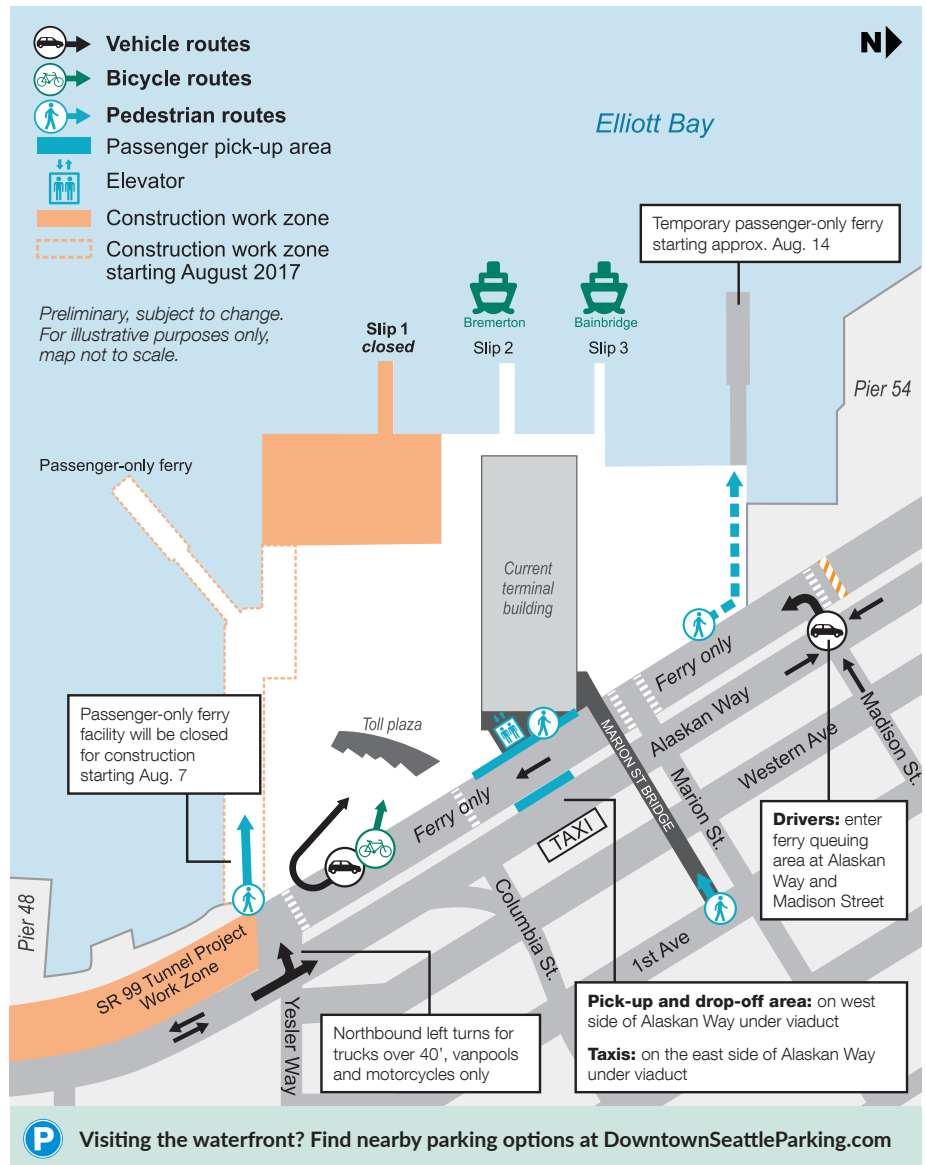 Vehicle routes
Bicycle routes
Pedestrian routes
Passenger pick-up area
Elevator
Construction work zone
Construction work zone
starting August 2017
Preliminary, subject to change.
For illustrative purposes only,
map not to scale.
N
Elliott Bay
Temporary passenger-only ferry
starting approx. Aug. 14
Bremerton
Slip 2
Bainbridge
Slip 3
Slip 1
closed
Pier 54
Passenger-only ferry
Current
terminal
building
Ferry only
Passenger-only ferry
facility will be closed
for construction
starting Aug. 7
Toll plaza
MARION ST BRIDGE
Alaskan Way
Western Ave
Madison St.
Marion St.
Ferry only
TAXI
Drivers: enter
ferry queuing
area at Alaskan
Way and
Madison Street
Pier 48
Columbia St.
1st Ave
SR 99 Tunnel Project
Work Zone
Yesler Way
Northbound left turns for
trucks over 40’, vanpools
and motorcycles only
Pick-up and drop-off area: on west
side of Alaskan Way under viaduct
Taxis: on the east side of Alaskan Way
under viaduct
P
Visiting the waterfront? Find nearby parking options at DowntownSeattleParking.com